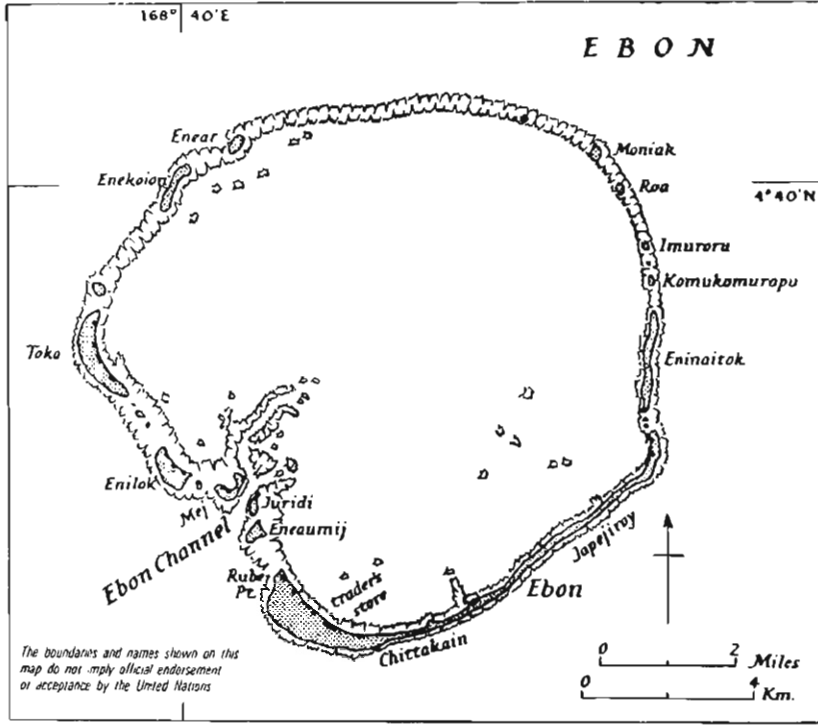 168° 40'E
EBON
Enear
Moniak
Enekoion
Roa
4°40'N
Imuroru
Komukomuropu
Toko
Eninaitok
Enilok
Mej
Juridi
Eneaumij
Ebon Channel
Japejiroy
Rube
Pt.
trader's
store
Ebon
Chittakain
The boundaries and names shown on this
map do not imply official endorsement
or acceptance by the United Nations
0 2 Miles
0 4
Km.